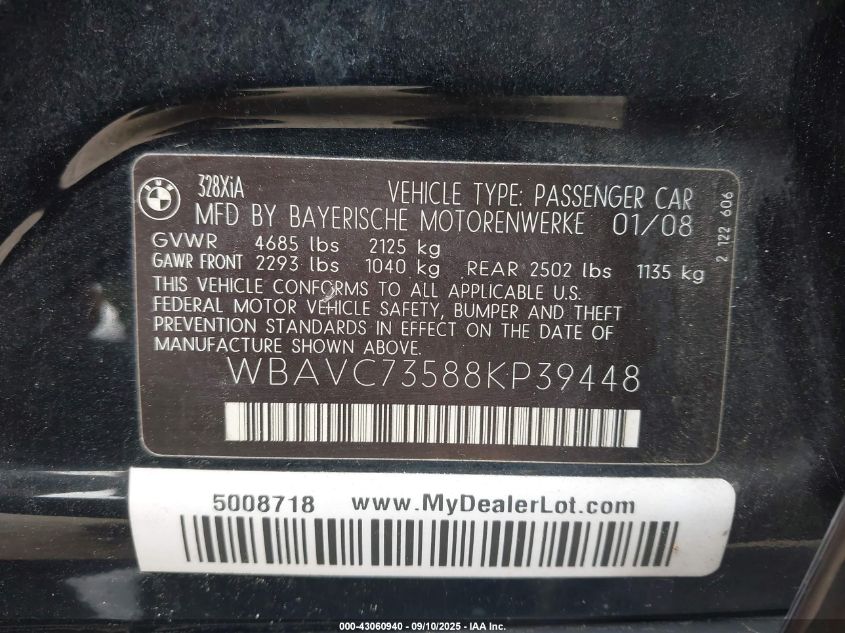 BMW
328XiA
VEHICLE TYPE: PASSENGER CAR
MFD BY BAYERISCHE MOTORENWERKE 01/08
GVWR 4685 lbs 2125 kg
GAWR FRONT 2293 lbs 1040 kg REAR 2502 lbs 1135 kg
THIS VEHICLE CONFORMS TO ALL APPLICABLE U.S.
FEDERAL MOTOR VEHICLE SAFETY, BUMPER AND THEFT
PREVENTION STANDARDS IN EFFECT ON THE DATE OF
MANUFACTURE SHOWN ABOVE.
WBAVC73588KP39448
2 122 606
5008718 www.MyDealerLot.com
000-43060940 - 09/10/2025 - IAA Inc.